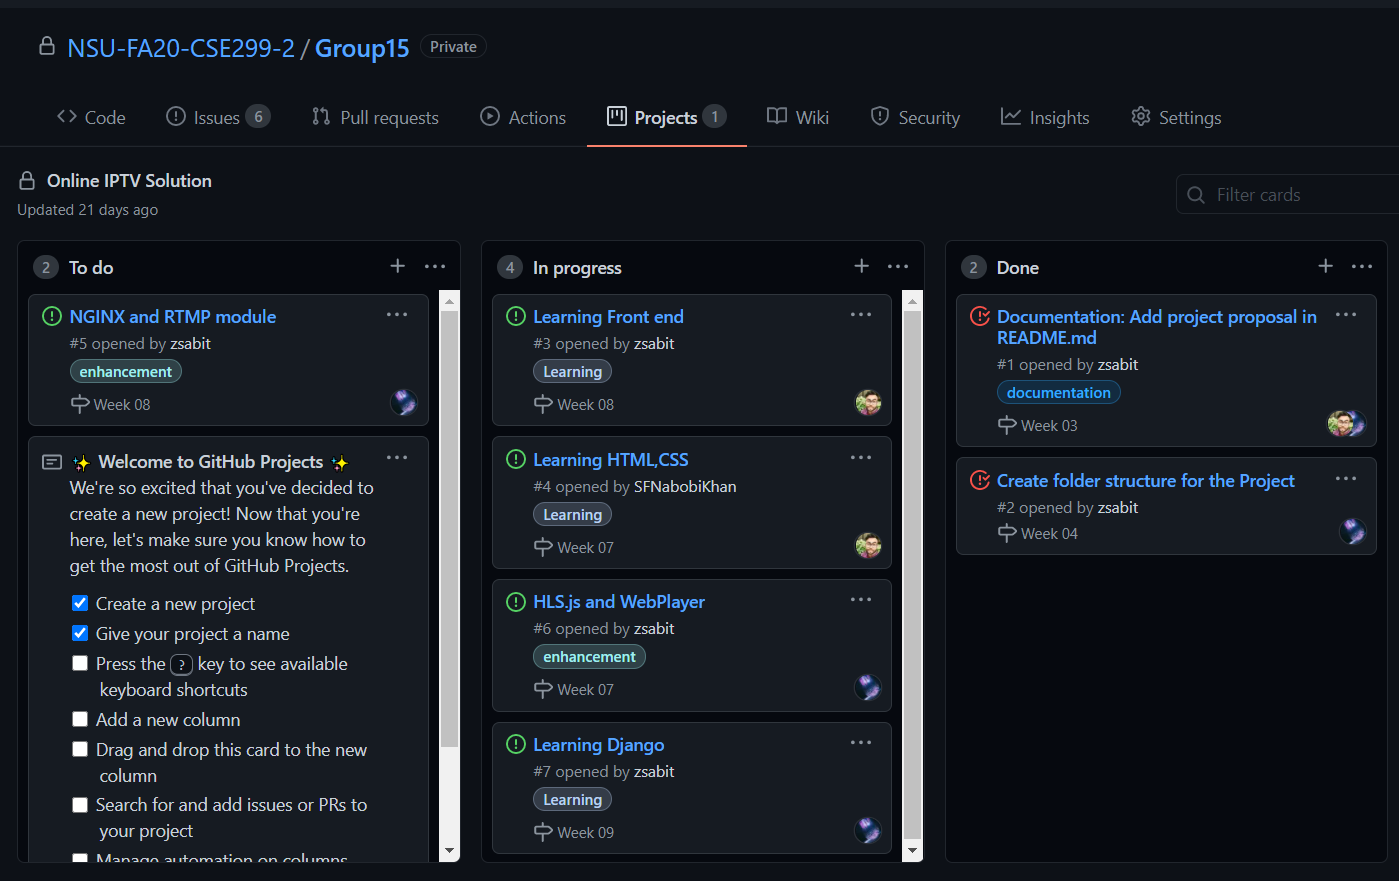 NSU-FA20-CSE299-2 / Group15 Private
Code Issues 6 Pull requests Actions Projects 1 Wiki Security Insights Settings
Online IPTV Solution
Updated 21 days ago
Filter cards
2 To do
NGINX and RTMP module
#5 opened by zsabit
enhancement
Week 08
✨ Welcome to GitHub Projects ✨
We're so excited that you've decided to
create a new project! Now that you're
here, let's make sure you know how to
get the most out of GitHub Projects.
Create a new project
Give your project a name
Press the ? key to see available
keyboard shortcuts
Add a new column
Drag and drop this card to the new
column
Search for and add issues or PRs to
your project
Manage automation on columns
4 In progress
Learning Front end
#3 opened by zsabit
Learning
Week 08
Learning HTML,CSS
#4 opened by SFNabobiKhan
Learning
Week 07
HLS.js and WebPlayer
#6 opened by zsabit
enhancement
Week 07
Learning Django
#7 opened by zsabit
Learning
Week 09
2 Done
Documentation: Add project proposal in
README.md
#1 opened by zsabit
documentation
Week 03
Create folder structure for the Project
#2 opened by zsabit
Week 04